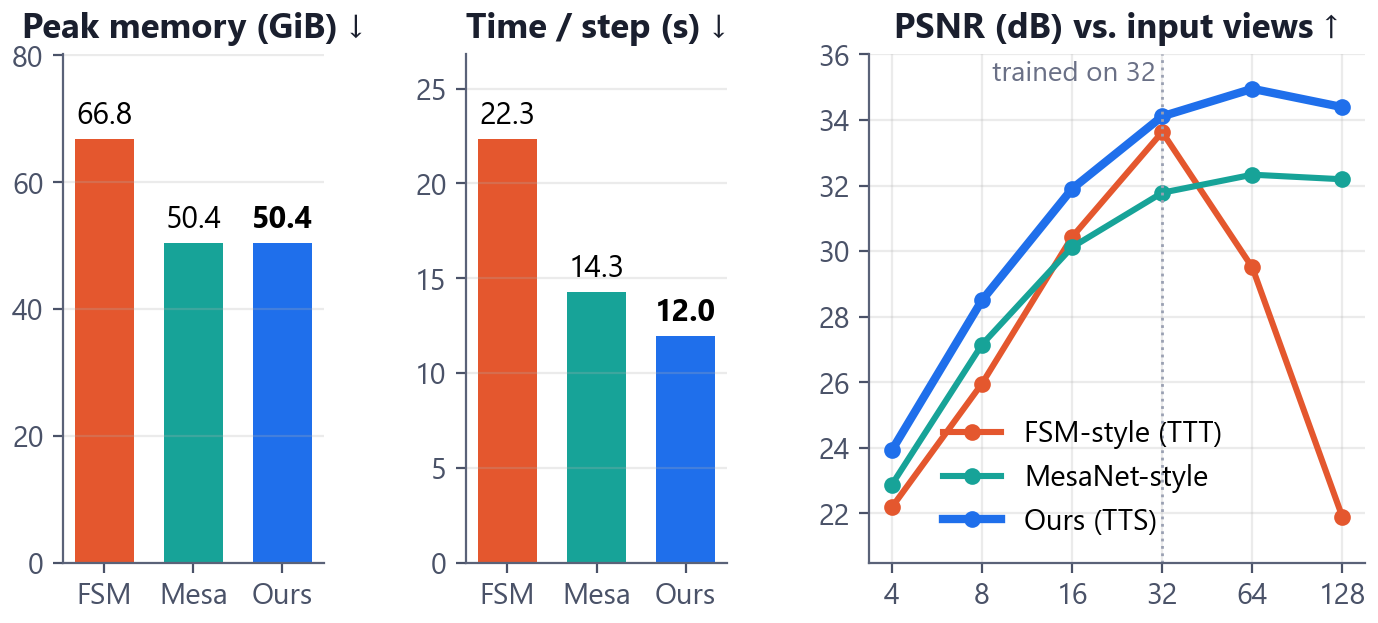 Peak memory (GiB) ↓
80
60
40
20
0
66.8
50.4
50.4
FSM Mesa Ours
Time / step (s) ↓
25
20
15
10
5
0
22.3
14.3
12.0
FSM Mesa Ours
PSNR (dB) vs. input views ↑
36
34
32
30
28
26
24
22
trained on 32
FSM-style (TTT)
MesaNet-style
Ours (TTS)
4 8 16 32 64 128